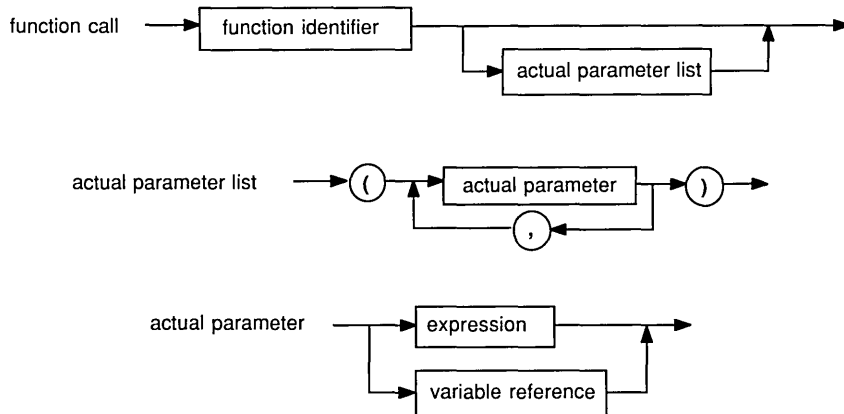 function call
function identifier
actual parameter list
actual parameter list
(
actual parameter
)
,
actual parameter
expression
variable reference